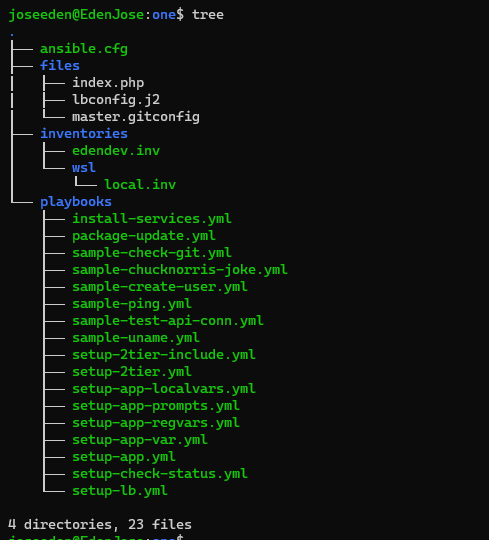 joseeden@EdenJose:one$ tree
.
├── ansible.cfg
├── files
│   ├── index.php
│   ├── lbconfig.j2
│   └── master.gitconfig
├── inventories
│   ├── edendev.inv
│   └── wsl
│       └── local.inv
└── playbooks
    ├── install-services.yml
    ├── package-update.yml
    ├── sample-check-git.yml
    ├── sample-chucknorris-joke.yml
    ├── sample-create-user.yml
    ├── sample-ping.yml
    ├── sample-test-api-conn.yml
    ├── sample-uname.yml
    ├── setup-2tier-include.yml
    ├── setup-2tier.yml
    ├── setup-app-localvars.yml
    ├── setup-app-prompts.yml
    ├── setup-app-regvars.yml
    ├── setup-app-var.yml
    ├── setup-app.yml
    ├── setup-check-status.yml
    └── setup-lb.yml

4 directories, 23 files
joseeden@EdenJose:one$